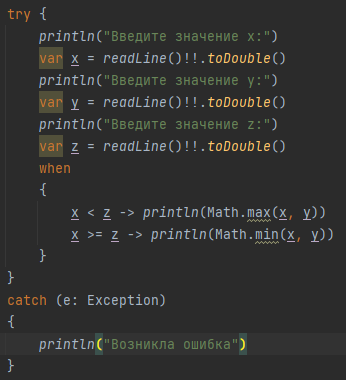 try {
    println("Введите значение x:")
    var x = readLine()!!.toDouble()
    println("Введите значение y:")
    var y = readLine()!!.toDouble()
    println("Введите значение z:")
    var z = readLine()!!.toDouble()
    when
    {
        x < z -> println(Math.max(x, y))
        x >= z -> println(Math.min(x, y))
    }
}
catch (e: Exception)
{
    println("Возникла ошибка")
}